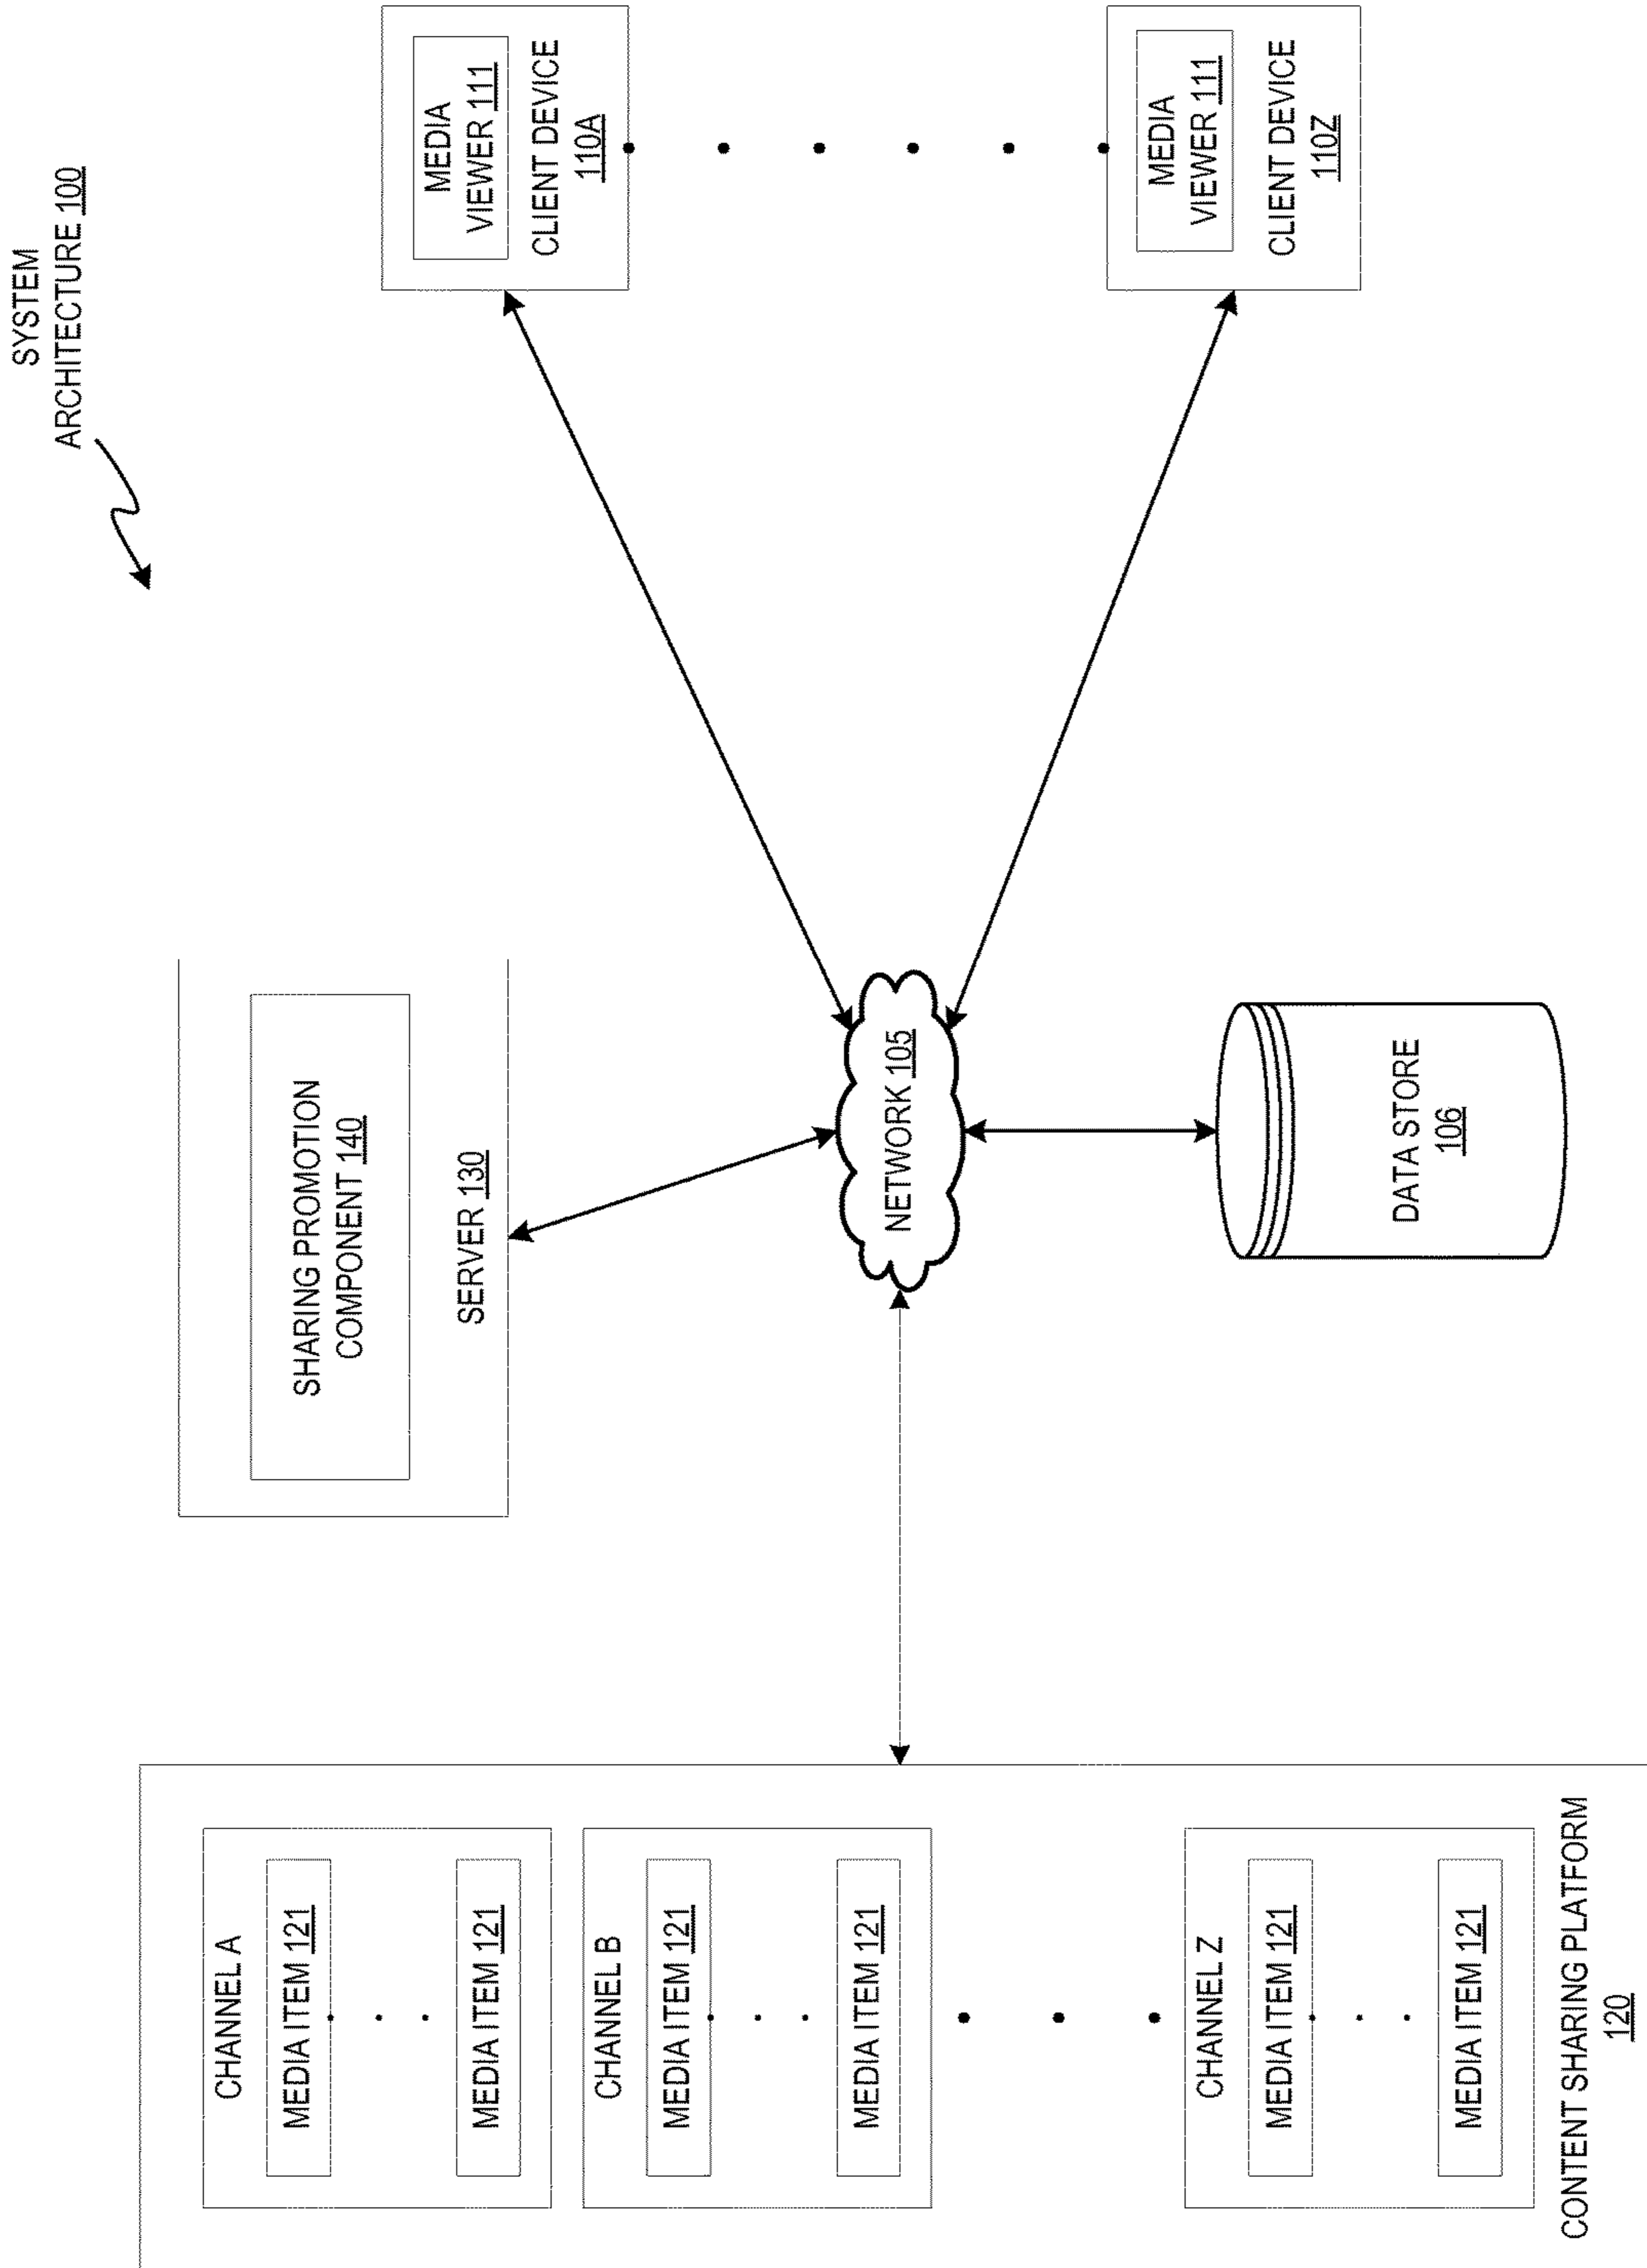 SYSTEM
ARCHITECTURE 100
CHANNEL A
MEDIA ITEM 121
MEDIA ITEM 121
CHANNEL B
MEDIA ITEM 121
MEDIA ITEM 121
CHANNEL Z
MEDIA ITEM 121
MEDIA ITEM 121
CONTENT SHARING PLATFORM
120
SHARING PROMOTION
COMPONENT 140
SERVER 130
NETWORK 105
DATA STORE
106
MEDIA
VIEWER 111
CLIENT DEVICE
110A
MEDIA
VIEWER 111
CLIENT DEVICE
110Z